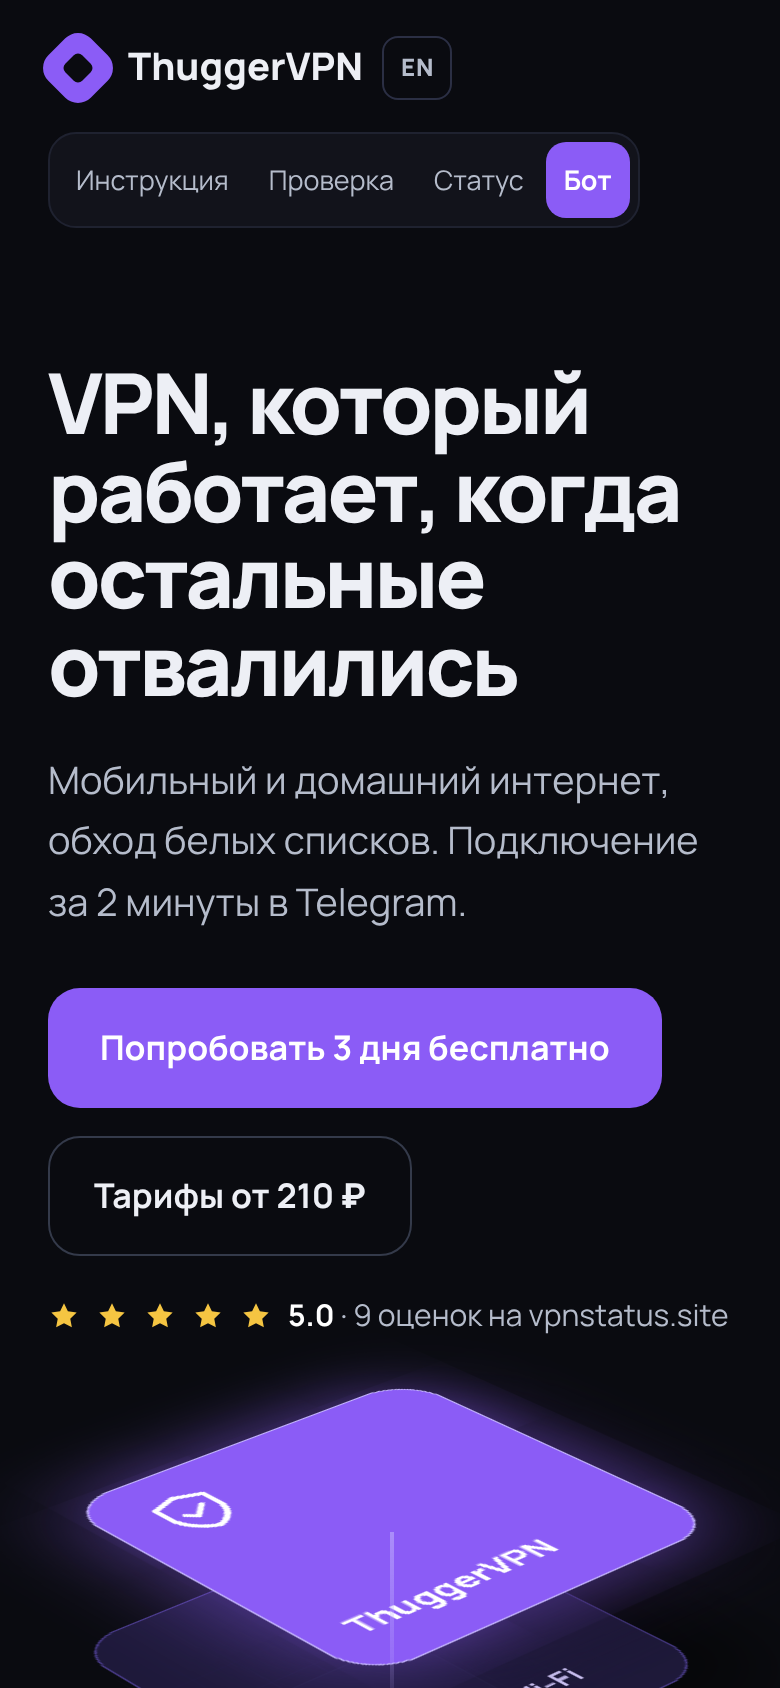 ThuggerVPN
EN
Инструкция Проверка Статус Бот
VPN, который
работает, когда
остальные
отвалились
Мобильный и домашний интернет,
обход белых списков. Подключение
за 2 минуты в Telegram.
Попробовать 3 дня бесплатно
Тарифы от 210 ₽
5.0 · 9 оценок на vpnstatus.site
ThuggerVPN